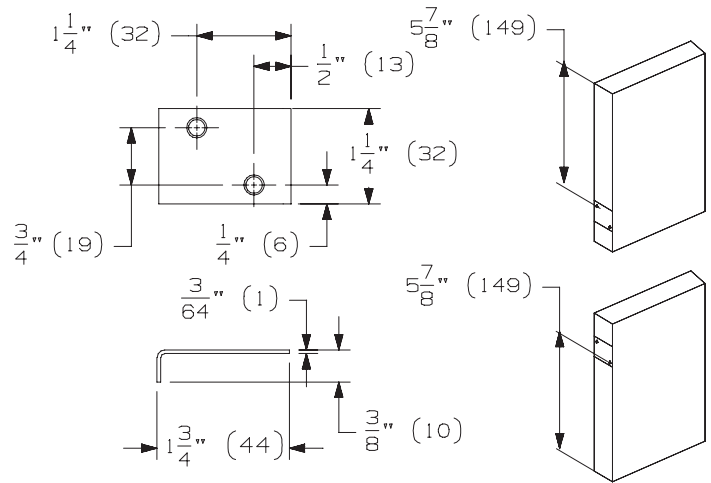 1 1/4" (32)
5 7/8" (149)
1/2" (13)
1 1/4" (32)
3/4" (19)
1/4" (6)
3/64" (1)
5 7/8" (149)
3/8" (10)
1 3/4" (44)